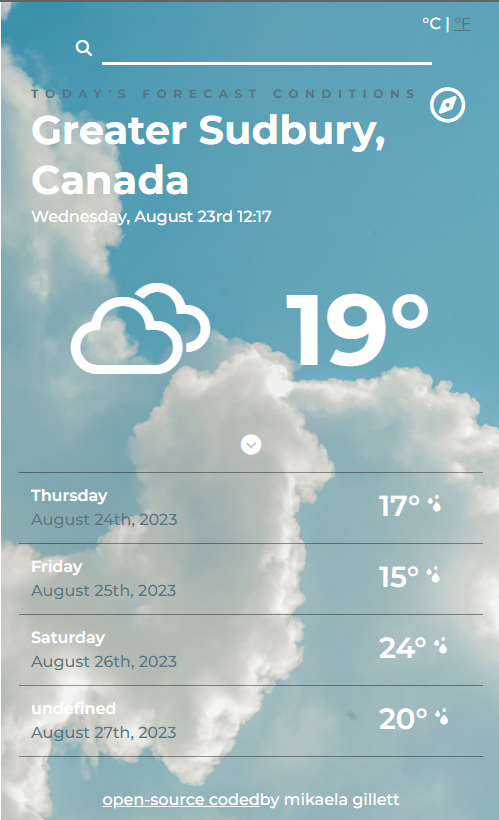 °C | °F
TODAY'S FORECAST CONDITIONS
Greater Sudbury,
Canada
Wednesday, August 23rd 12:17
19°
Thursday
August 24th, 2023
17°
Friday
August 25th, 2023
15°
Saturday
August 26th, 2023
24°
undefined
August 27th, 2023
20°
open-source codedby mikaela gillett